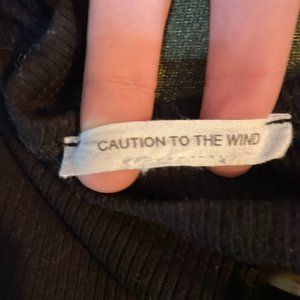 CAUTION TO THE WIND